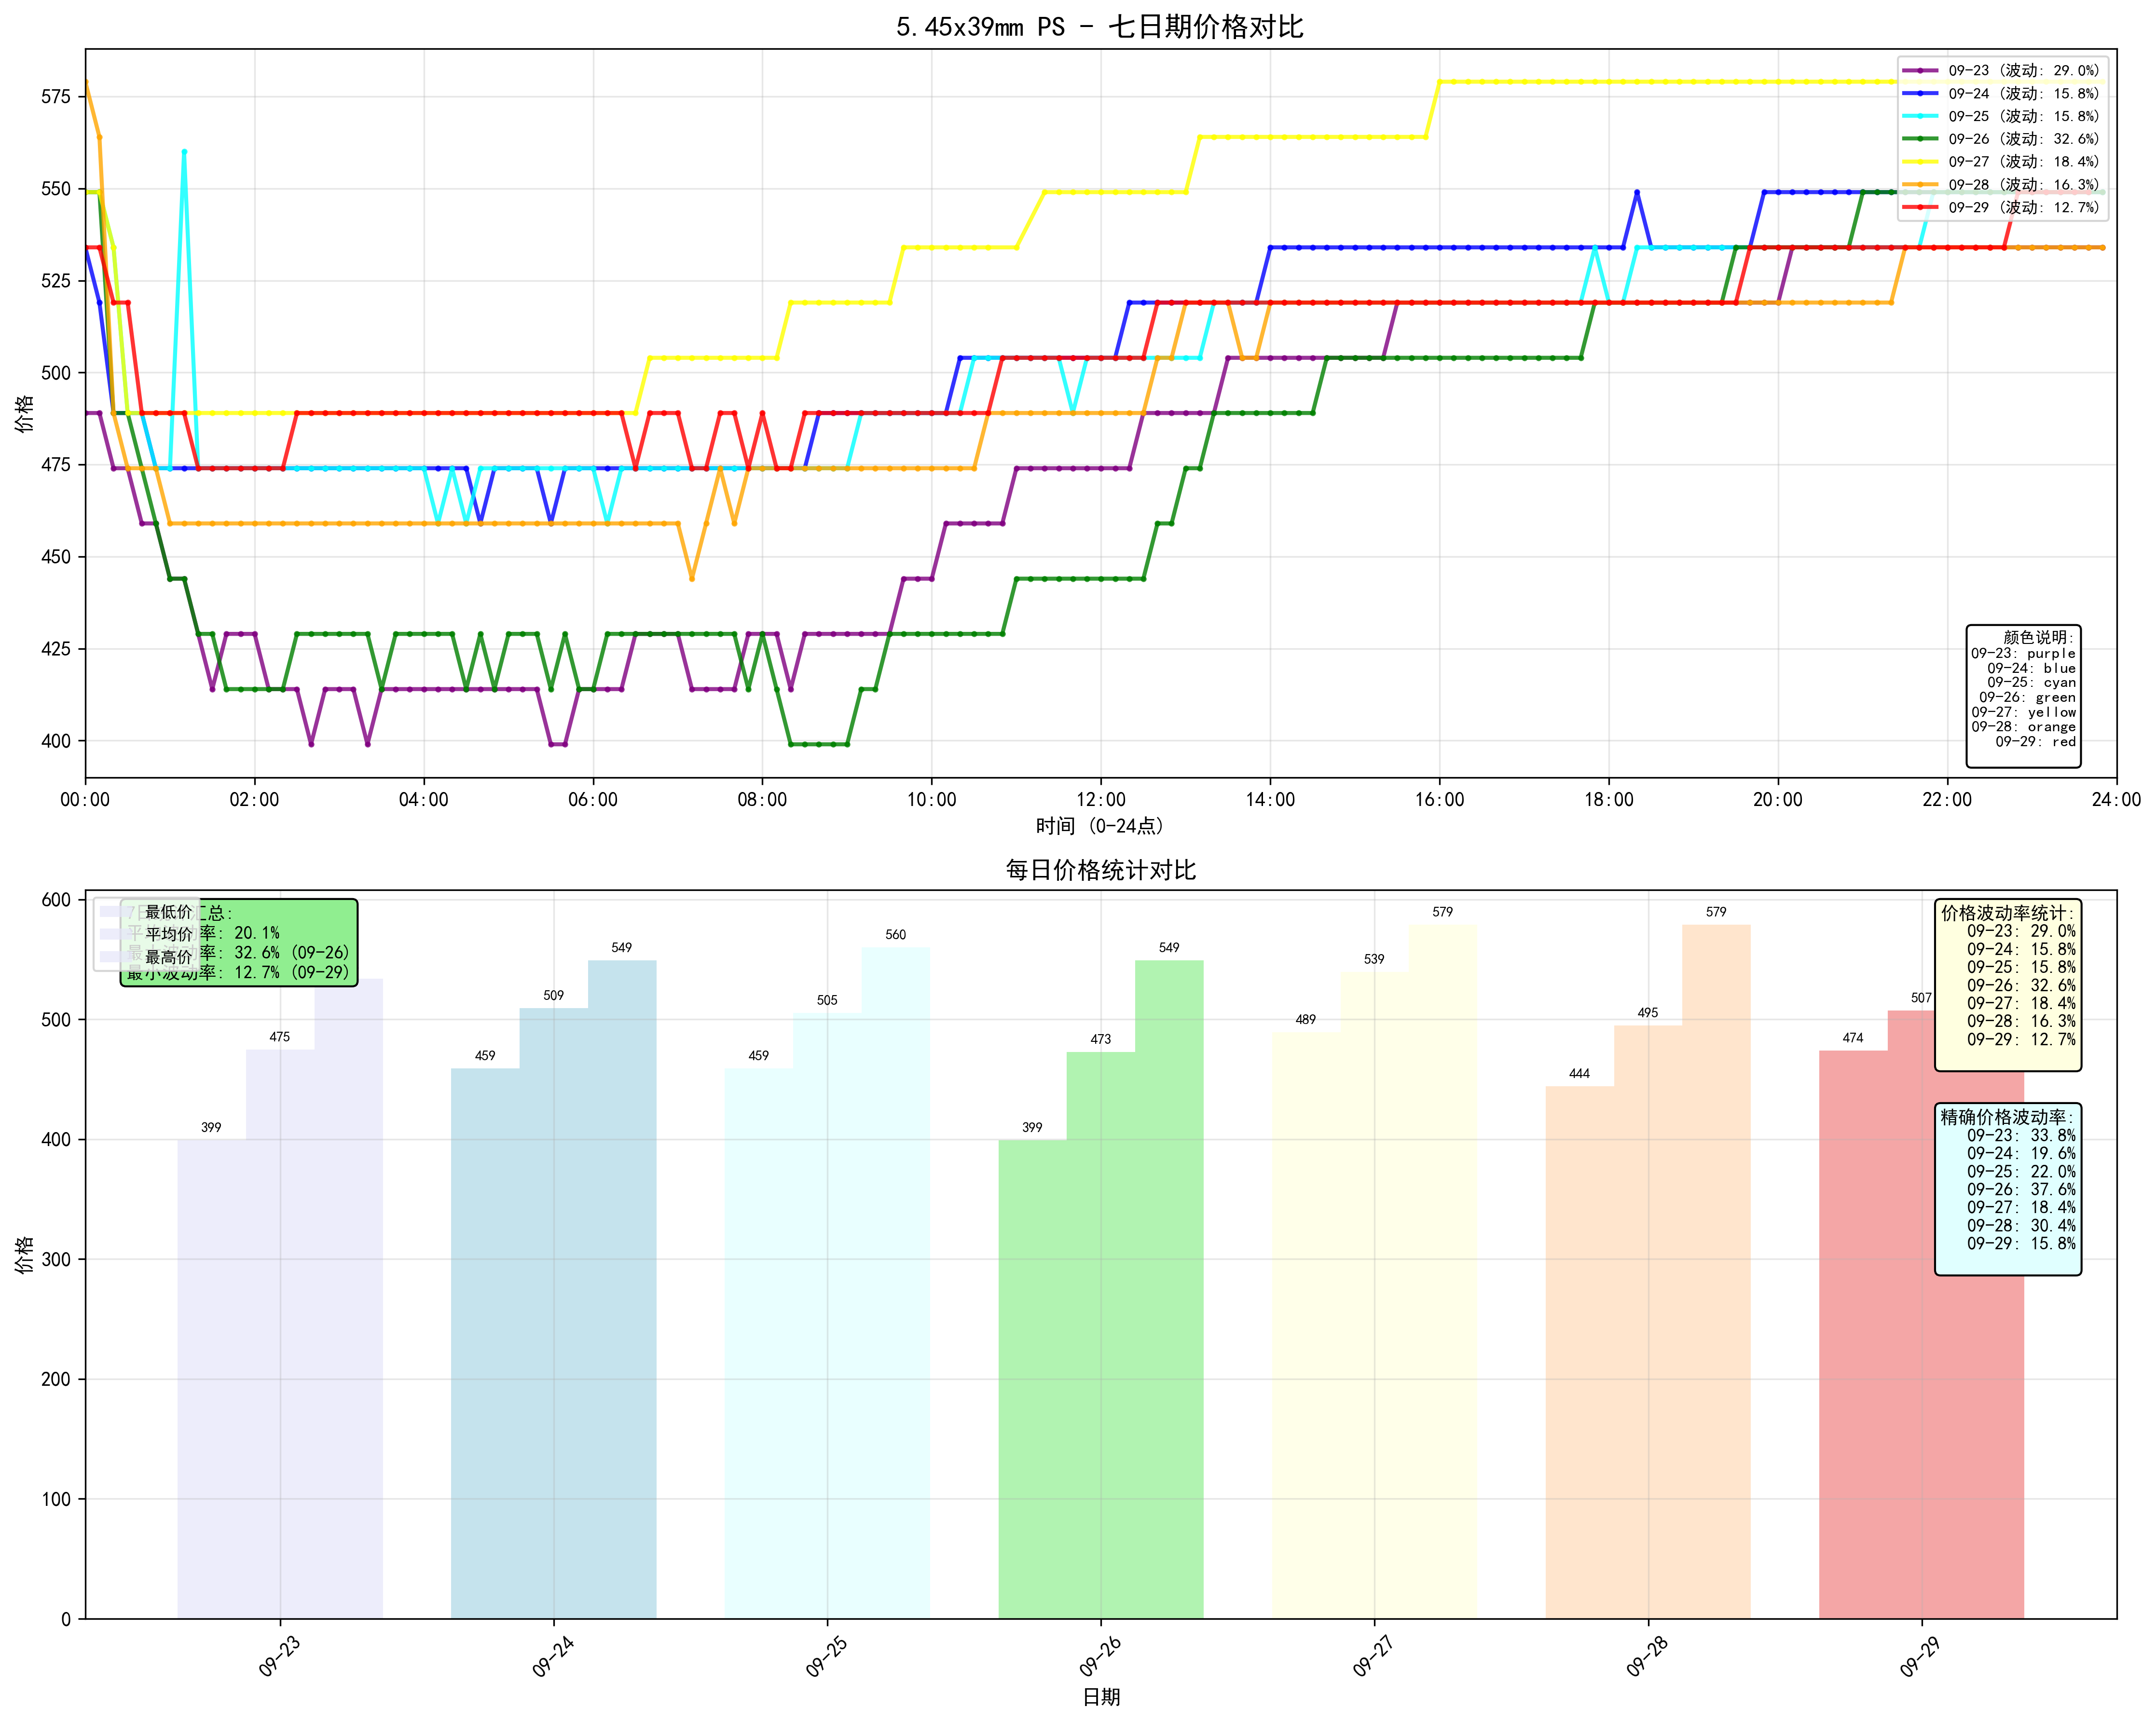 5.45x39mm PS - 七日期价格对比
价格
575
550
525
500
475
450
425
400
09-23 (波动: 29.0%)
09-24 (波动: 15.8%)
09-25 (波动: 15.8%)
09-26 (波动: 32.6%)
09-27 (波动: 18.4%)
09-28 (波动: 16.3%)
09-29 (波动: 12.7%)
颜色说明:
09-23: purple
09-24: blue
09-25: cyan
09-26: green
09-27: yellow
09-28: orange
09-29: red
00:00 02:00 04:00 06:00 08:00 10:00 12:00 14:00 16:00 18:00 20:00 22:00 24:00
时间 (0-24点)
每日价格统计对比
价格
600
500
400
300
200
100
0
最低价
平均价
最高价
汇总:
率: 20.1%
率: 32.6% (09-26)
最小波动率: 12.7% (09-29)
399
475
459
509
549
459
505
560
399
473
549
489
539
579
444
495
579
474
507
价格波动率统计:
09-23: 29.0%
09-24: 15.8%
09-25: 15.8%
09-26: 32.6%
09-27: 18.4%
09-28: 16.3%
09-29: 12.7%
精确价格波动率:
09-23: 33.8%
09-24: 19.6%
09-25: 22.0%
09-26: 37.6%
09-27: 18.4%
09-28: 30.4%
09-29: 15.8%
09-23 09-24 09-25 09-26 09-27 09-28 09-29
日期